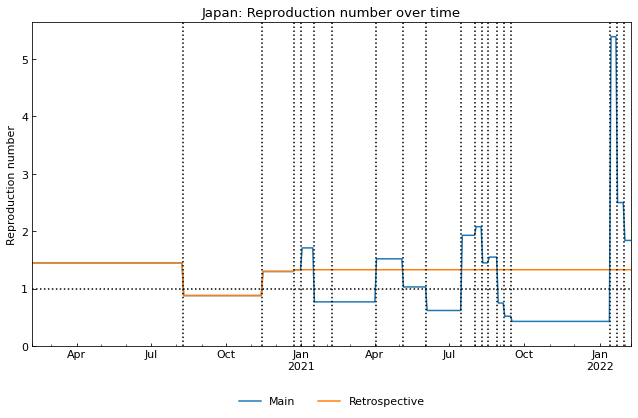 Japan: Reproduction number over time
Reproduction number
5
4
3
2
1
0
Apr
Jul
Oct
Jan
2021
Apr
Jul
Oct
Jan
2022
Main
Retrospective